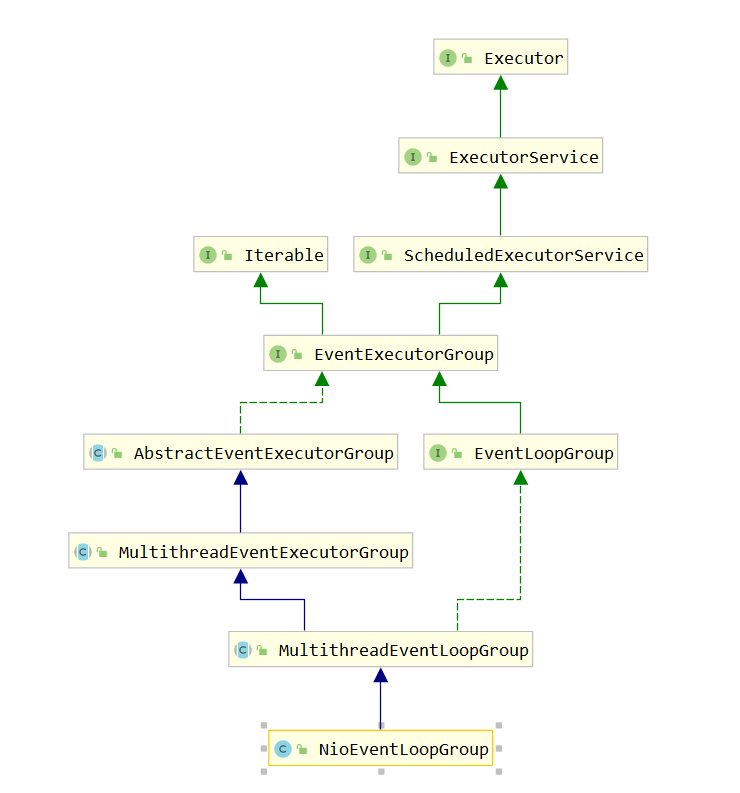 I Executor
I ExecutorService
I Iterable
I ScheduledExecutorService
I EventExecutorGroup
C AbstractEventExecutorGroup
I EventLoopGroup
C MultithreadEventExecutorGroup
C MultithreadEventLoopGroup
C NioEventLoopGroup